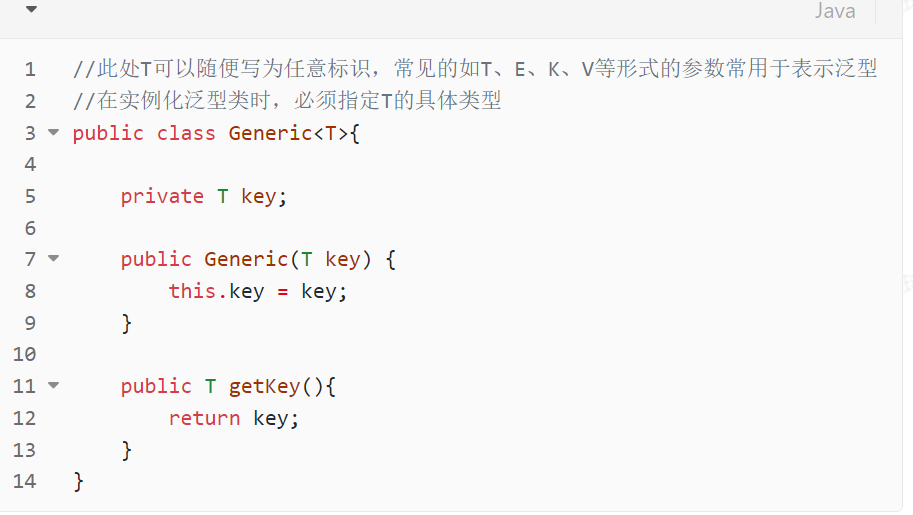 Java
1 //此处T可以随便写为任意标识，常见的如T、E、K、V等形式的参数常用于表示泛型
2 //在实例化泛型类时，必须指定T的具体类型
3 public class Generic<T>{
4
5     private T key;
6
7     public Generic(T key) {
8         this.key = key;
9     }
10
11     public T getKey(){
12         return key;
13     }
14 }